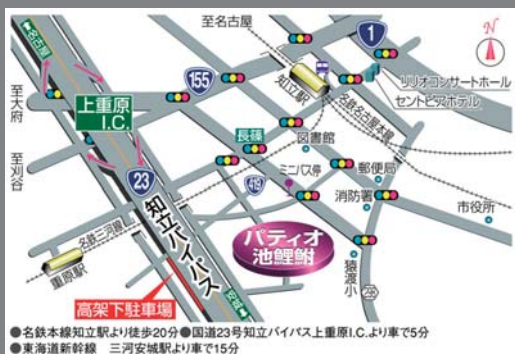 至名古屋
1
N
名古屋
155
知立駅
リリオコンサートホール
セントピアホテル
至大府
上重原
I.C.
名鉄名古屋本線
長篠
図書館
至刈谷
23
419
ミニバス停
郵便局
消防署
市役所
知立バイパス
名鉄三河線
パティオ
池鯉鮒
重原駅
猿渡小
298
安城
高架下駐車場
●名鉄本線知立駅より徒歩20分●国道23号知立バイパス上重原I.C.より車で5分
●東海道新幹線 三河安城駅より車で15分